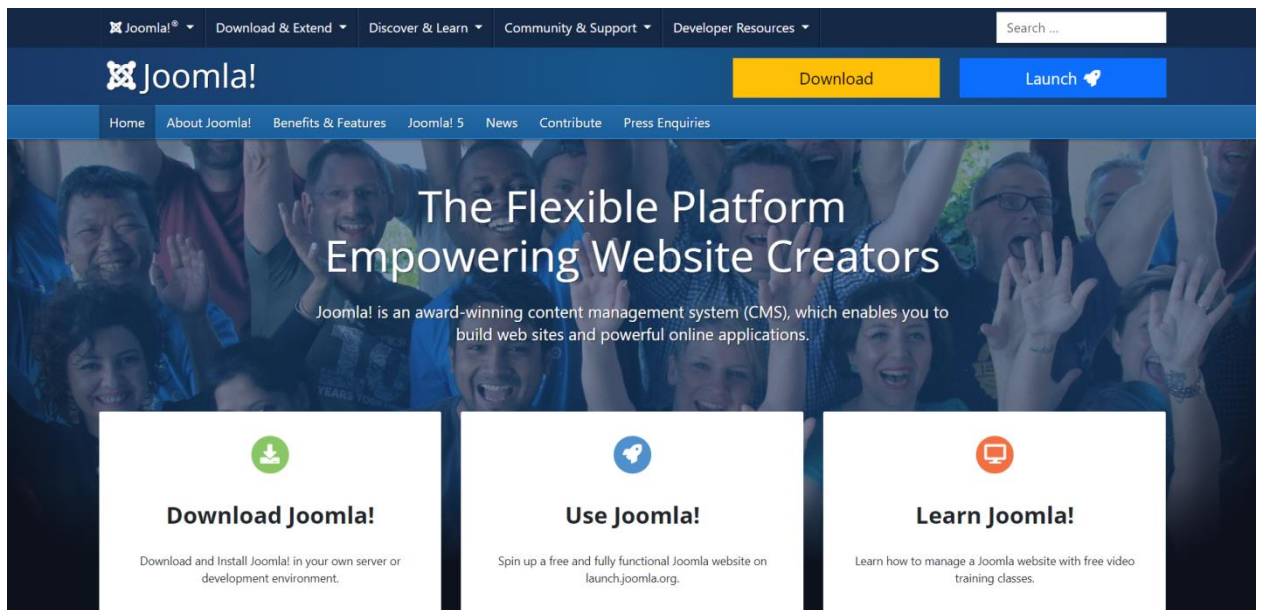 Joomla!® Download & Extend Discover & Learn Community & Support Developer Resources Search ...
Joomla! Download Launch
Home About Joomla! Benefits & Features Joomla! 5 News Contribute Press Enquiries
The Flexible Platform
Empowering Website Creators
Joomla! is an award-winning content management system (CMS), which enables you to
build web sites and powerful online applications.
YEARS
Download Joomla!
Download and Install Joomla! in your own server or
development environment.
Use Joomla!
Spin up a free and fully functional Joomla website on
launch.joomla.org.
Learn Joomla!
Learn how to manage a Joomla website with free video
training classes.